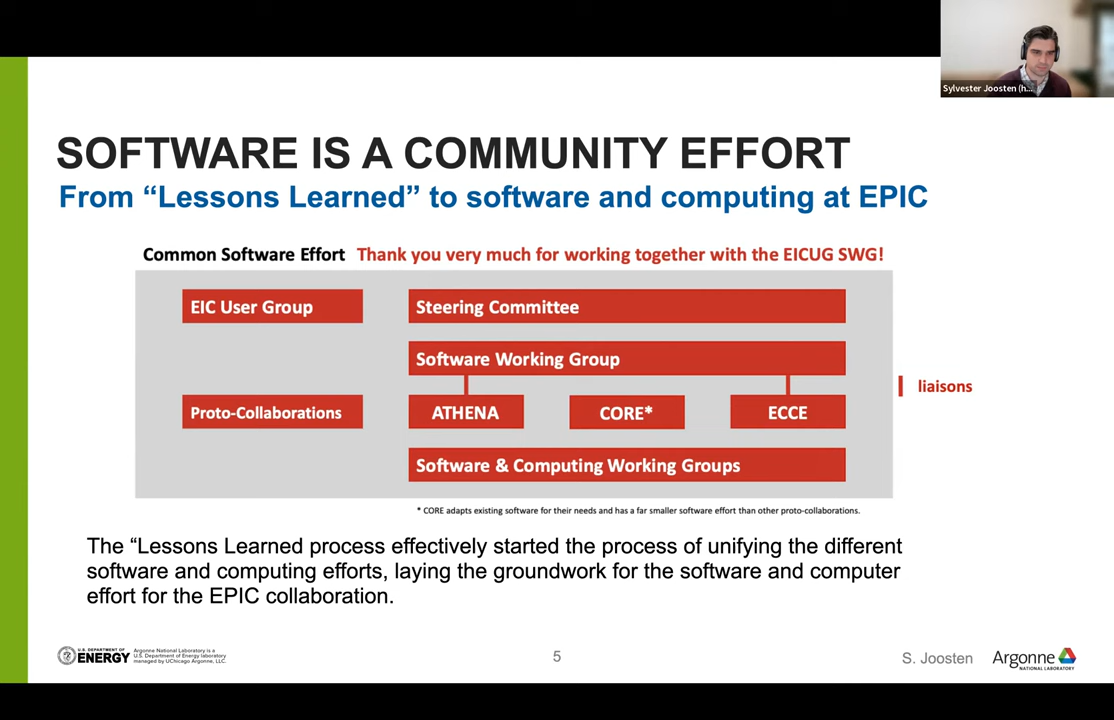 Sylvester Joosten (h...
SOFTWARE IS A COMMUNITY EFFORT
From “Lessons Learned” to software and computing at EPIC
Common Software Effort Thank you very much for working together with the EICUG SWG!
EIC User Group Steering Committee
Software Working Group
liaisons
Proto-Collaborations ATHENA CORE* ECCE
Software & Computing Working Groups
* CORE adapts existing software for their needs and has a far smaller software effort than other proto-collaborations.
The “Lessons Learned process effectively started the process of unifying the different
software and computing efforts, laying the groundwork for the software and computer
effort for the EPIC collaboration.
U.S. DEPARTMENT OF
ENERGY
Argonne National Laboratory is a
U.S. Department of Energy laboratory
managed by UChicago Argonne, LLC.
5
S. Joosten
Argonne
NATIONAL LABORATORY